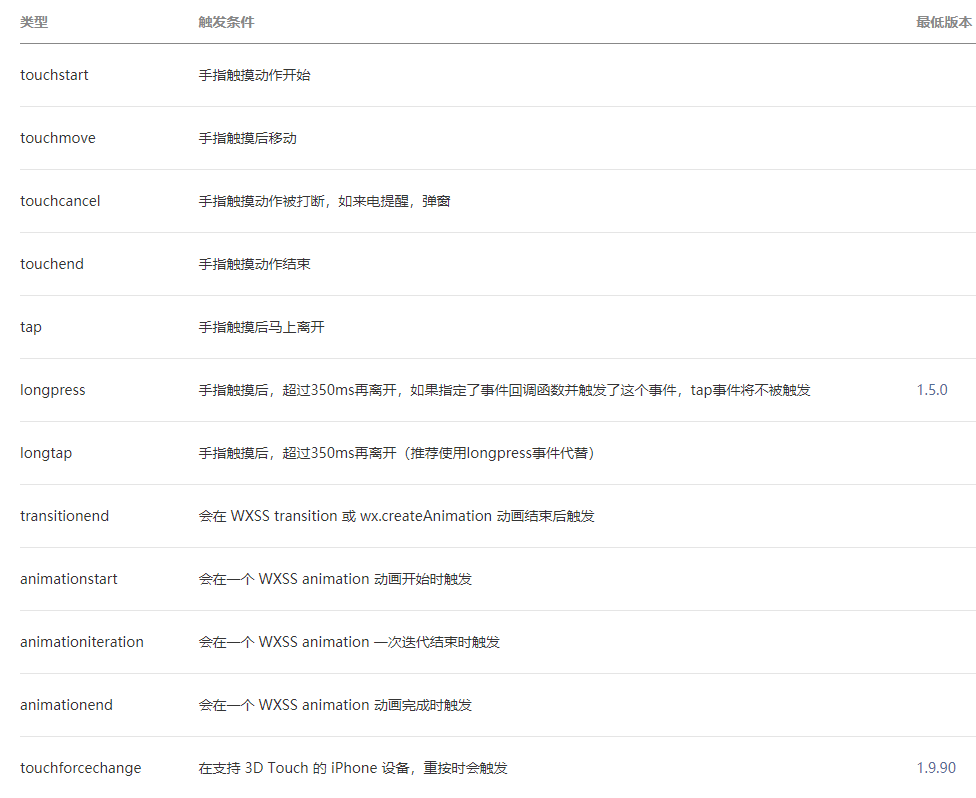 类型 触发条件 最低版本
touchstart 手指触摸动作开始
touchmove 手指触摸后移动
touchcancel 手指触摸动作被打断，如来电提醒，弹窗
touchend 手指触摸动作结束
tap 手指触摸后马上离开
longpress 手指触摸后，超过350ms再离开，如果指定了事件回调函数并触发了这个事件，tap事件将不被触发 1.5.0
longtap 手指触摸后，超过350ms再离开（推荐使用longpress事件代替）
transitionend 会在 WXSS transition 或 wx.createAnimation 动画结束后触发
animationstart 会在一个 WXSS animation 动画开始时触发
animationiteration 会在一个 WXSS animation 一次迭代结束时触发
animationend 会在一个 WXSS animation 动画完成时触发
touchforcechange 在支持 3D Touch 的 iPhone 设备，重按时会触发 1.9.90